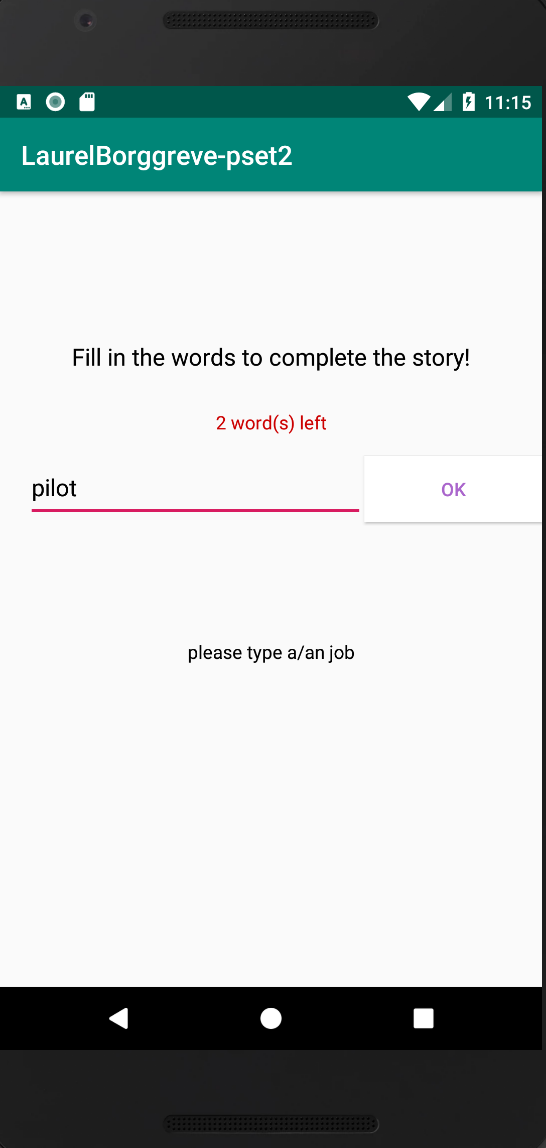 11:15
LaurelBorggreve-pset2
Fill in the words to complete the story!
2 word(s) left
pilot
OK
please type a/an job